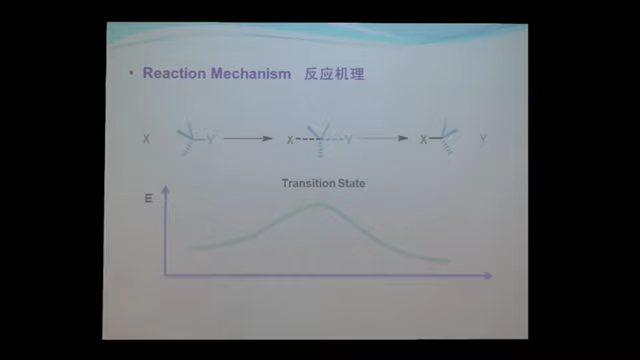 • Reaction Mechanism 反应机理
X Y X Y X Y
Transition State
E